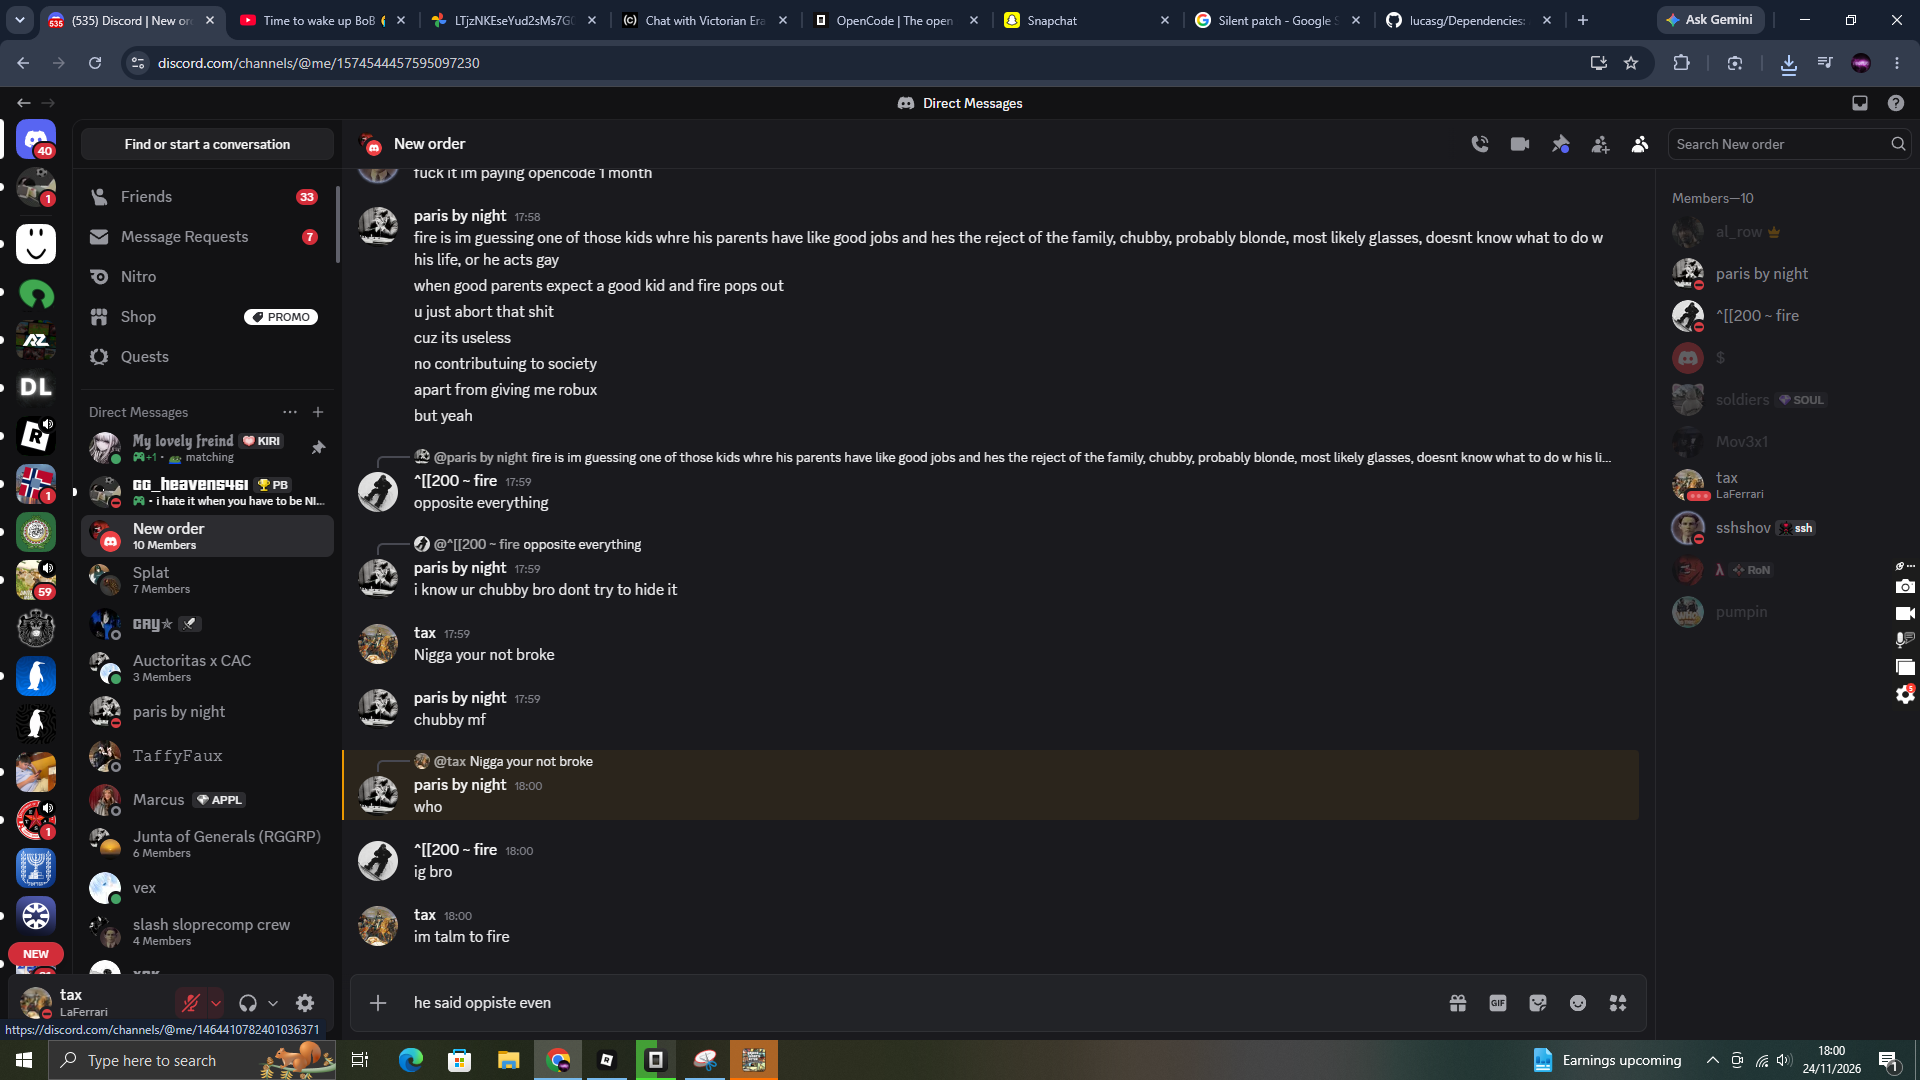 (535) Discord | New or
Time to wake up BoB
LTjzNKEseYud2sMs7G
Chat with Victorian Era
OpenCode | The open
Snapchat
Silent patch - Google S
lucasg/Dependencies:
Ask Gemini
discord.com/channels/@me/1574544457595097230
Direct Messages
Find or start a conversation
40
1
AZ
DL
R
1
59
1
NEW
Friends 33
Message Requests 7
Nitro
Shop PROMO
Quests
Direct Messages
My lovely freind KIRI
+1 • matching
GG_heavens461 PB
• i hate it when you have to be NI...
New order
10 Members
Splat
7 Members
GAY★
Auctoritas x CAC
3 Members
paris by night
TaffyFaux
Marcus APPL
Junta of Generals (RGGRP)
6 Members
vex
slash sloprecomp crew
4 Members
tax
LaFerrari
https://discord.com/channels/@me/1464410782401036371
New order
Search New order
fuck it im paying opencode 1 month
paris by night 17:58
fire is im guessing one of those kids whre his parents have like good jobs and hes the reject of the family, chubby, probably blonde, most likely glasses, doesnt know what to do w
his life, or he acts gay
when good parents expect a good kid and fire pops out
u just abort that shit
cuz its useless
no contributuing to society
apart from giving me robux
but yeah
@paris by night fire is im guessing one of those kids whre his parents have like good jobs and hes the reject of the family, chubby, probably blonde, most likely glasses, doesnt know what to do w his li...
^[[200 ~ fire 17:59
opposite everything
@^[[200 ~ fire opposite everything
paris by night 17:59
i know ur chubby bro dont try to hide it
tax 17:59
Nigga your not broke
paris by night 17:59
chubby mf
@tax Nigga your not broke
paris by night 18:00
who
^[[200 ~ fire 18:00
ig bro
tax 18:00
im talm to fire
he said oppiste even
GIF
Members—10
al_row
paris by night
^[[200 ~ fire
$
soldiers SOUL
Mov3x1
tax
LaFerrari
sshshov ssh
λ RoN
pumpin
5
Type here to search
Earnings upcoming
18:00
24/11/2026
1